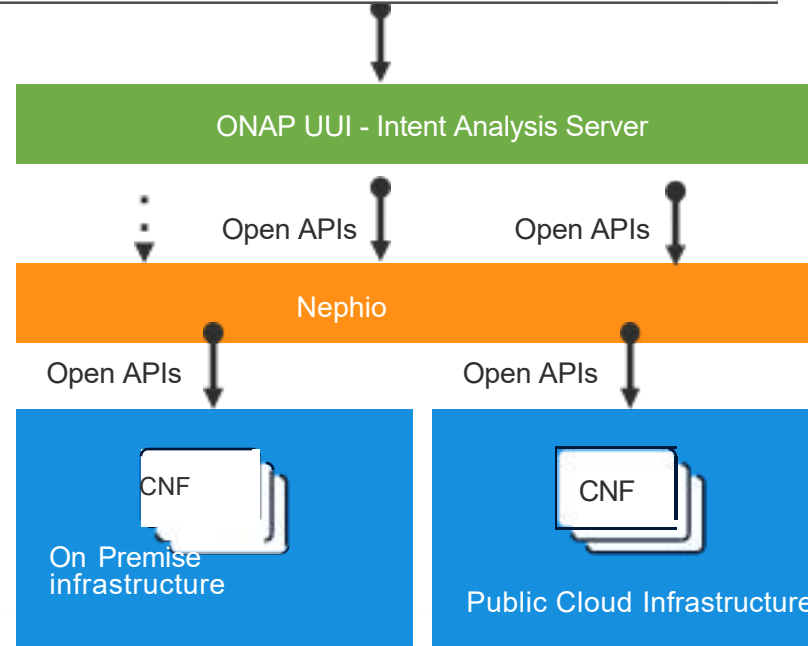 ONAP UUI - Intent Analysis Server
Open APIs
Open APIs
Nephio
Open APIs
Open APIs
CNF
CNF
On Premise
infrastructure
Public Cloud Infrastructure